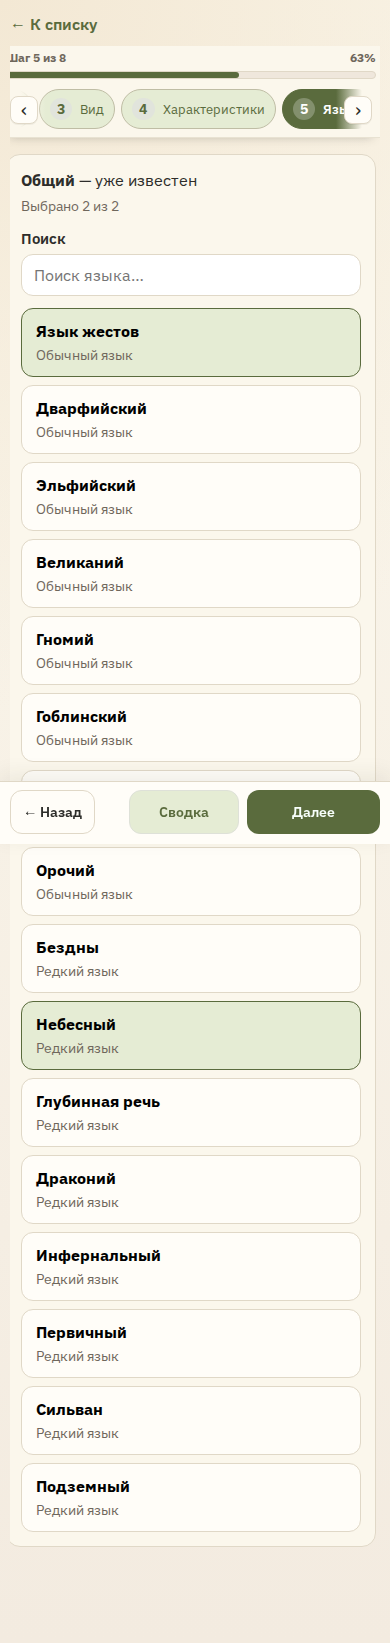 ← К списку
Шаг 5 из 8
63%
‹
3 Вид
4 Характеристики
5 Язы
›
Общий — уже известен
Выбрано 2 из 2
Поиск
Поиск языка...
Язык жестов
Обычный язык
Дварфийский
Обычный язык
Эльфийский
Обычный язык
Великаний
Обычный язык
Гномий
Обычный язык
Гоблинский
Обычный язык
← Назад
Сводка
Далее
Орочий
Обычный язык
Бездны
Редкий язык
Небесный
Редкий язык
Глубинная речь
Редкий язык
Драконий
Редкий язык
Инфернальный
Редкий язык
Первичный
Редкий язык
Сильван
Редкий язык
Подземный
Редкий язык